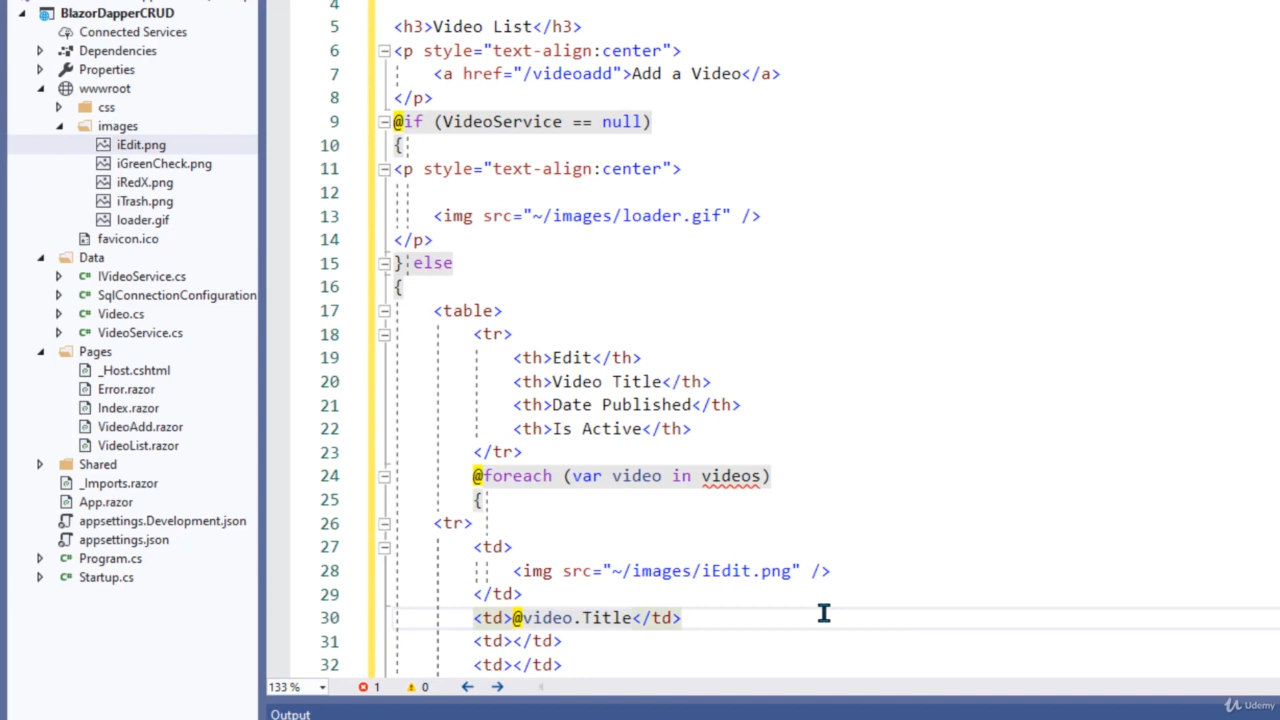 BlazorDapperCRUD
Connected Services
Dependencies
Properties
wwwroot
css
images
iEdit.png
iGreenCheck.png
iRedX.png
iTrash.png
loader.gif
favicon.ico
Data
C# IVideoService.cs
C# SqlConnectionConfiguration
C# Video.cs
C# VideoService.cs
Pages
_Host.cshtml
Error.razor
Index.razor
VideoAdd.razor
VideoList.razor
Shared
_Imports.razor
App.razor
appsettings.Development.json
appsettings.json
C# Program.cs
C# Startup.cs
4
5 <h3>Video List</h3>
6 <p style="text-align:center">
7 <a href="/videoadd">Add a Video</a>
8 </p>
9 @if (VideoService == null)
10 {
11 <p style="text-align:center">
12
13 <img src="~/images/loader.gif" />
14 </p>
15 } else
16 {
17 <table>
18 <tr>
19 <th>Edit</th>
20 <th>Video Title</th>
21 <th>Date Published</th>
22 <th>Is Active</th>
23 </tr>
24 @foreach (var video in videos)
25 {
26 <tr>
27 <td>
28 <img src="~/images/iEdit.png" />
29 </td>
30 <td>@video.Title</td>
31 <td></td>
32 <td></td>
133 % 1 0
Output
Udemy